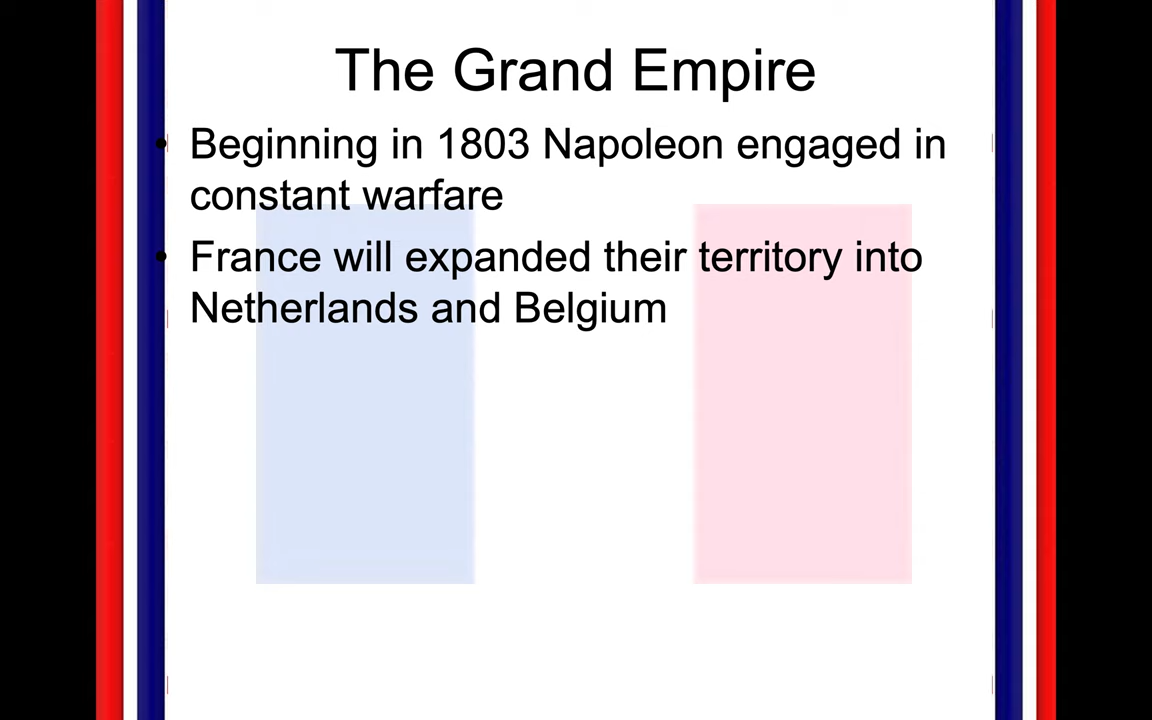 The Grand Empire
• Beginning in 1803 Napoleon engaged in
constant warfare
• France will expanded their territory into
Netherlands and Belgium